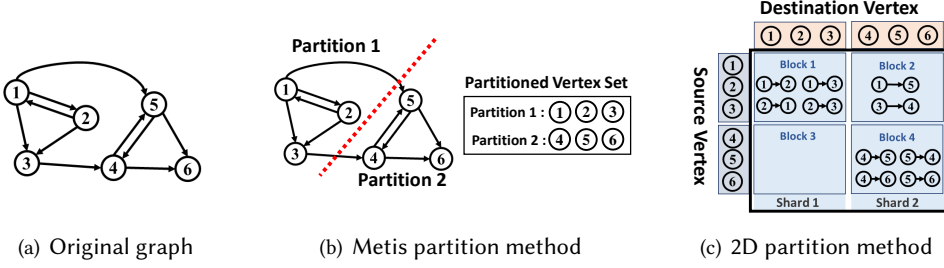 1
2
3
4
5
6
(a) Original graph
Partition 1
1
2
3
4
5
6
Partition 2
Partitioned Vertex Set
Partition 1 : 1 2 3
Partition 2 : 4 5 6
(b) Metis partition method
Destination Vertex
1 2 3 4 5 6
Source Vertex
1
2
3
4
5
6
Block 1
1 2 1 3
2 1 2 3
Block 2
1 5
3 4
Block 3
Block 4
4 5 5 4
4 6 5 6
Shard 1
Shard 2
(c) 2D partition method